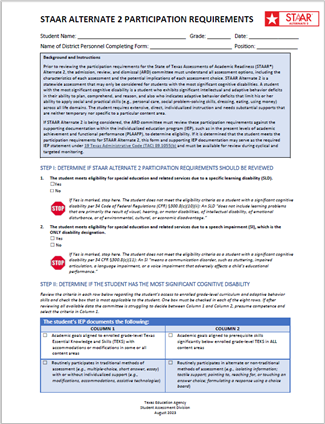 STAAR ALTERNATE 2 PARTICIPATION REQUIREMENTS
STAAR
ALTERNATE 2
Student Name: Grade: Date:
Name of District Personnel Completing Form: Position:
Background and Instructions
Prior to reviewing the participation requirements for the State of Texas Assessments of Academic Readiness (STAAR®)
Alternate 2, the admission, review, and dismissal (ARD) committee must understand all assessment options, including the
characteristics of each assessment and the potential implications of each assessment choice. STAAR Alternate 2 is a
statewide assessment that may only be considered for students with the most significant cognitive disabilities. A student
with the most significant cognitive disability is a student who exhibits significant intellectual and adaptive behavior deficits
in their ability to plan, comprehend, and reason, and also who indicates adaptive behavior deficits that limit his or her
ability to apply social and practical skills (e.g., personal care, social problem-solving skills, dressing, eating, using money)
across all life domains. The student requires extensive, direct, individualized instruction and needs substantial supports that
are neither temporary nor specific to a particular content area.
If STAAR Alternate 2 is being considered, the ARD committee must review these participation requirements against the
supporting documentation within the individualized education program (IEP), such as in the present levels of academic
achievement and functional performance (PLAAFP), to determine eligibility. If it is determined that the student meets the
participation requirements for STAAR Alternate 2, this form and supporting IEP documentation may serve as the required
IEP statement under 19 Texas Administrative Code (TAC) §89.1055(b) and must be available for review during cyclical and
targeted monitoring.
STEP I: DETERMINE IF STAAR ALTERNATE 2 PARTICIPATION REQUIREMENTS SHOULD BE REVIEWED
1. The student meets eligibility for special education and related services due to a specific learning disability (SLD).
Yes
No
STOP
If Yes is marked, stop here. The student does not meet the eligibility criteria as a student with a significant cognitive
disability per 34 Code of Federal Regulations (CFR) §300.8(c)(10)(ii): An SLD "does not include learning problems
that are primarily the result of visual, hearing, or motor disabilities, of intellectual disability, of emotional
disturbance, or of environmental, cultural, or economic disadvantage."
2. The student meets eligibility for special education and related services due to a speech impairment (SI), which is the
ONLY disability designation.
Yes
No
STOP
If Yes is marked, stop here. The student does not meet the eligibility criteria as a student with a significant cognitive
disability per 34 CFR §300.8(c)(11): An SI "means a communication disorder, such as stuttering, impaired
articulation, a language impairment, or a voice impairment that adversely affects a child's educational
performance."
STEP II: DETERMINE IF THE STUDENT HAS THE MOST SIGNIFICANT COGNITIVE DISABILITY
Review the criteria in each row below regarding the student's access to enrolled grade-level curriculum and adaptive behavior
skills and check the box that is most applicable to the student. One box must be checked in each of the eight rows. If after
reviewing all available data the committee is struggling to decide between Column 1 and Column 2, presume competence and
select the criteria in Column 1.
The student's IEP documents the following:
COLUMN 1 COLUMN 2
Academic goals aligned to enrolled grade-level Texas
Essential Knowledge and Skills (TEKS) with
accommodations or modifications in some or all
content areas
Academic goals aligned to prerequisite skills
significantly below enrolled grade-level TEKS in ALL
content areas
Routinely participates in traditional methods of
assessment (e.g., multiple choice, short answer, essay)
with or without individualized support (e.g.,
modifications, accommodations, assistive technologies)
Routinely participates in alternate or non-traditional
methods of assessment (e.g., isolating information;
tactile support; pointing to, reaching for, or touching an
answer choice; formulating a response using a choice
board)
Texas Education Agency
Student Assessment Division
August 2023